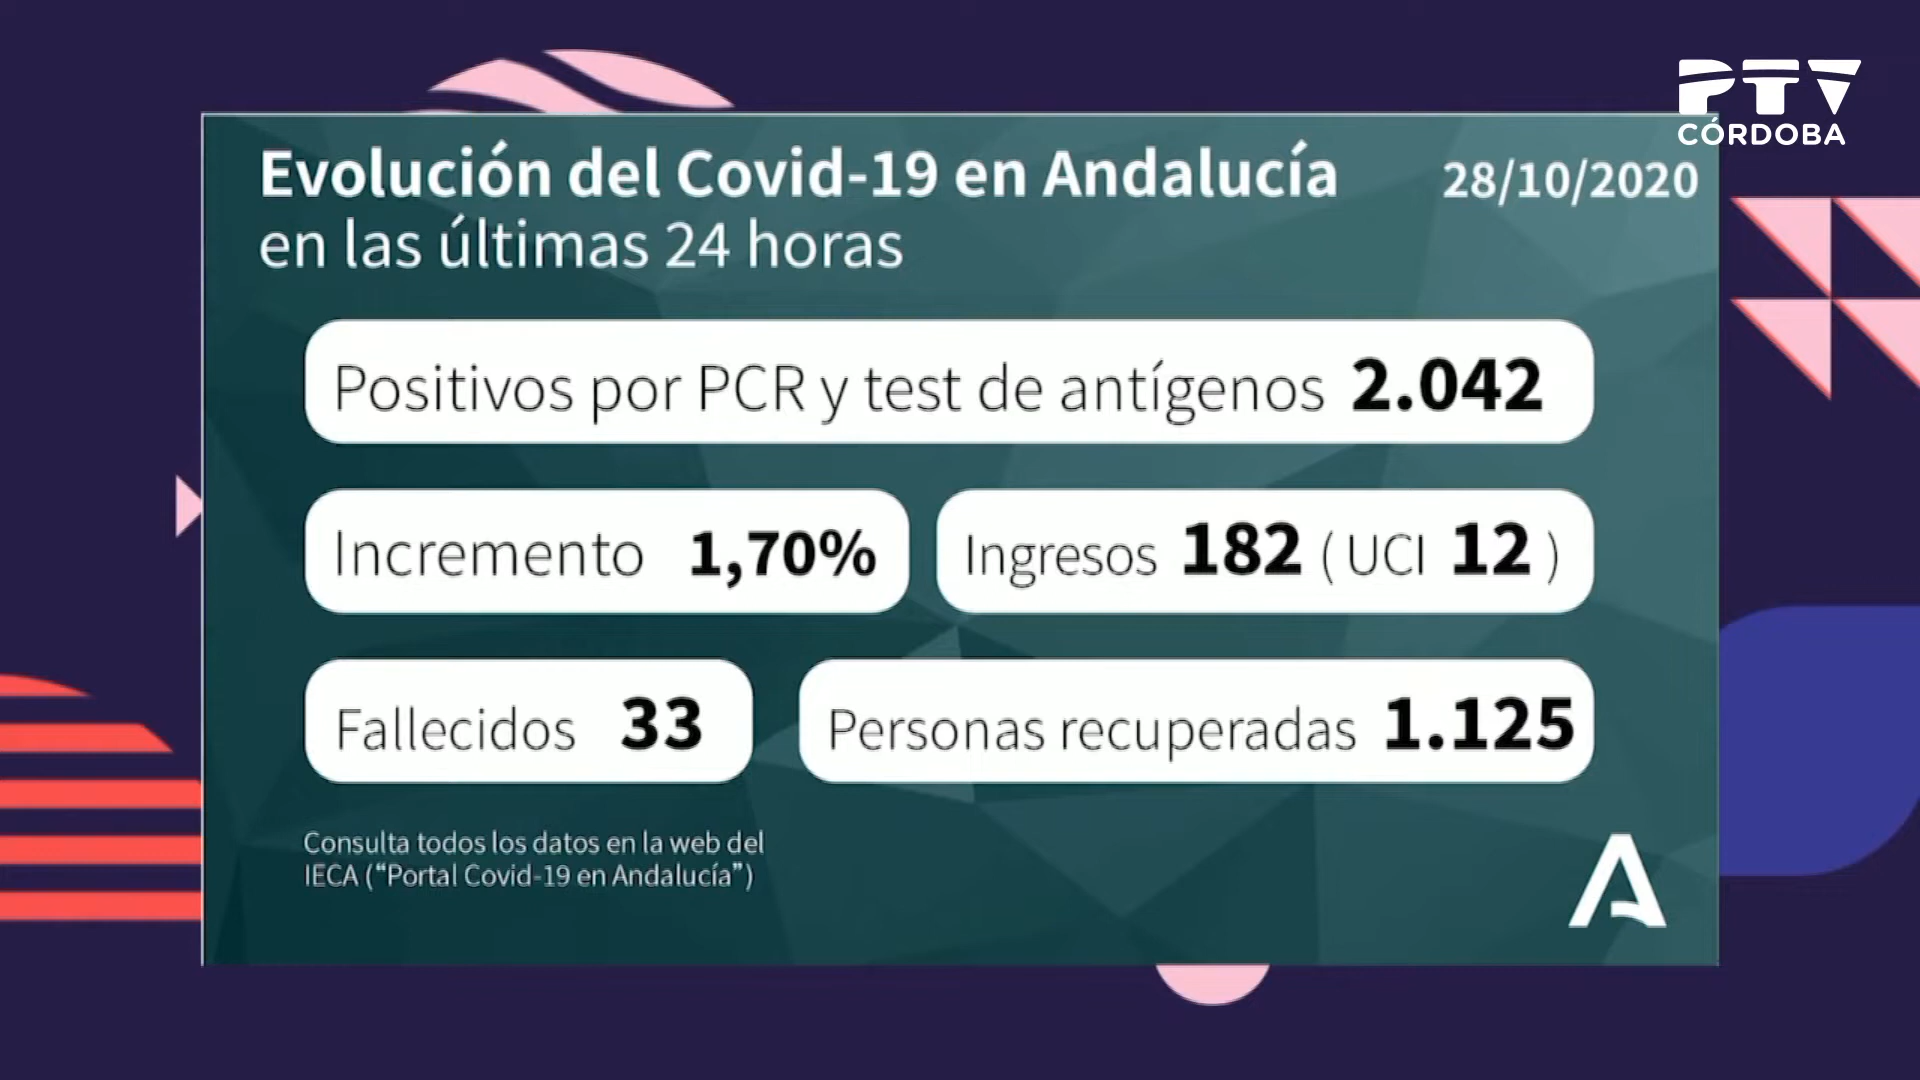 PTV
CÓRDOBA
Evolución del Covid-19 en Andalucía 28/10/2020
en las últimas 24 horas
Positivos por PCR y test de antígenos 2.042
Incremento 1,70% Ingresos 182 ( UCI 12 )
Fallecidos 33 Personas recuperadas 1.125
Consulta todos los datos en la web del
IECA (“Portal Covid-19 en Andalucía”)